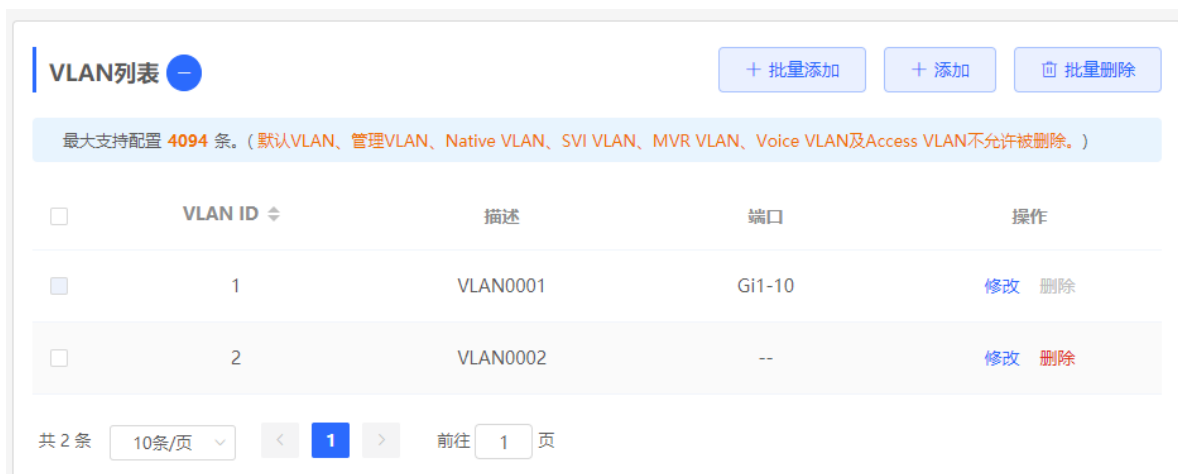 VLAN列表
批量添加 添加 批量删除
最大支持配置 4094 条。( 默认VLAN、管理VLAN、Native VLAN、SVI VLAN、MVR VLAN、Voice VLAN及Access VLAN不允许被删除。)
VLAN ID 描述 端口 操作
1 VLAN0001 Gi1-10 修改 删除
2 VLAN0002 -- 修改 删除
共 2 条 10条/页 < 1 > 前往 1 页